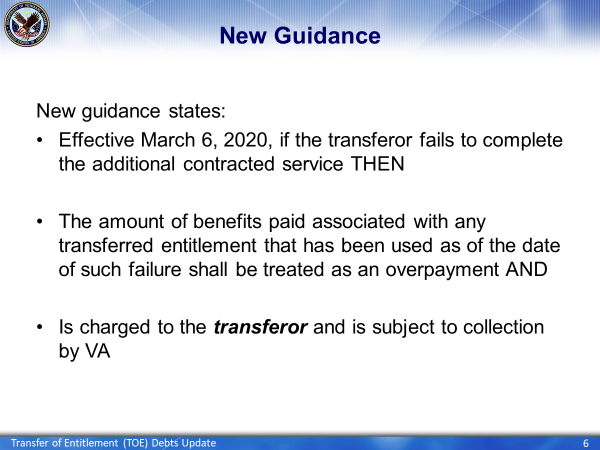 New Guidance
New guidance states:
• Effective March 6, 2020, if the transferor fails to complete
the additional contracted service THEN
• The amount of benefits paid associated with any
transferred entitlement that has been used as of the date
of such failure shall be treated as an overpayment AND
• Is charged to the transferor and is subject to collection
by VA
Transfer of Entitlement (TOE) Debts Update
6